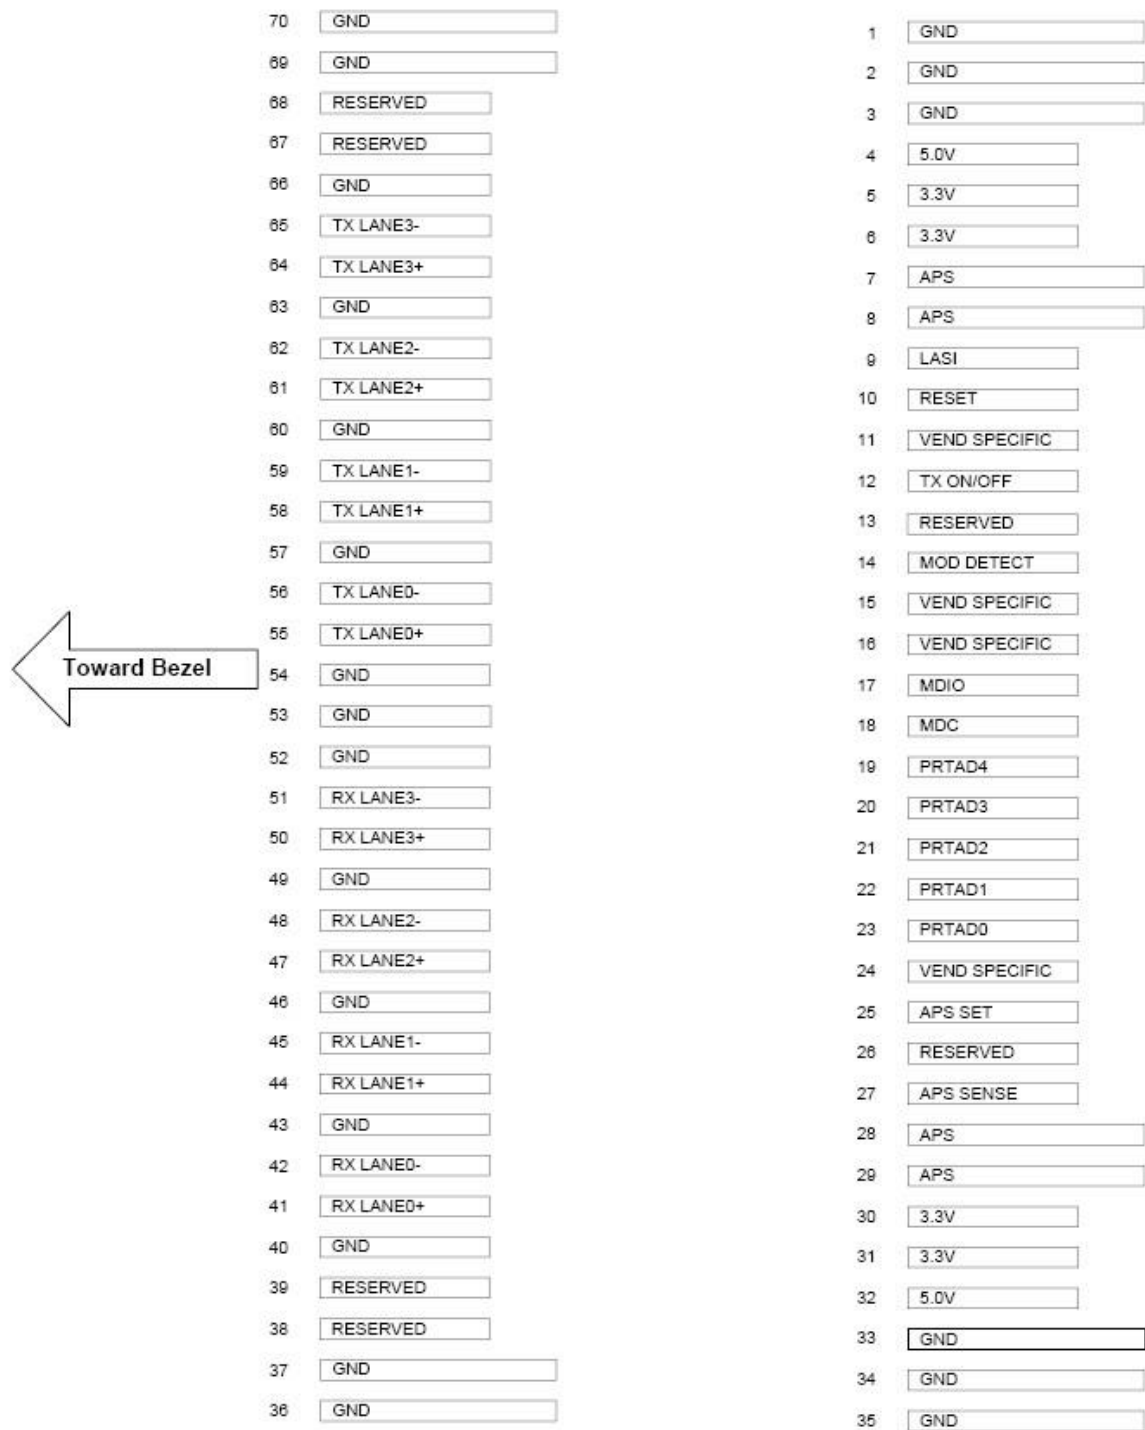 70 GND
69 GND
68 RESERVED
67 RESERVED
66 GND
65 TX LANE3-
64 TX LANE3+
63 GND
62 TX LANE2-
61 TX LANE2+
60 GND
59 TX LANE1-
58 TX LANE1+
57 GND
56 TX LANE0-
55 TX LANE0+
Toward Bezel
54 GND
53 GND
52 GND
51 RX LANE3-
50 RX LANE3+
49 GND
48 RX LANE2-
47 RX LANE2+
46 GND
45 RX LANE1-
44 RX LANE1+
43 GND
42 RX LANE0-
41 RX LANE0+
40 GND
39 RESERVED
38 RESERVED
37 GND
36 GND
1 GND
2 GND
3 GND
4 5.0V
5 3.3V
6 3.3V
7 APS
8 APS
9 LASI
10 RESET
11 VEND SPECIFIC
12 TX ON/OFF
13 RESERVED
14 MOD DETECT
15 VEND SPECIFIC
16 VEND SPECIFIC
17 MDIO
18 MDC
19 PRTAD4
20 PRTAD3
21 PRTAD2
22 PRTAD1
23 PRTAD0
24 VEND SPECIFIC
25 APS SET
26 RESERVED
27 APS SENSE
28 APS
29 APS
30 3.3V
31 3.3V
32 5.0V
33 GND
34 GND
35 GND